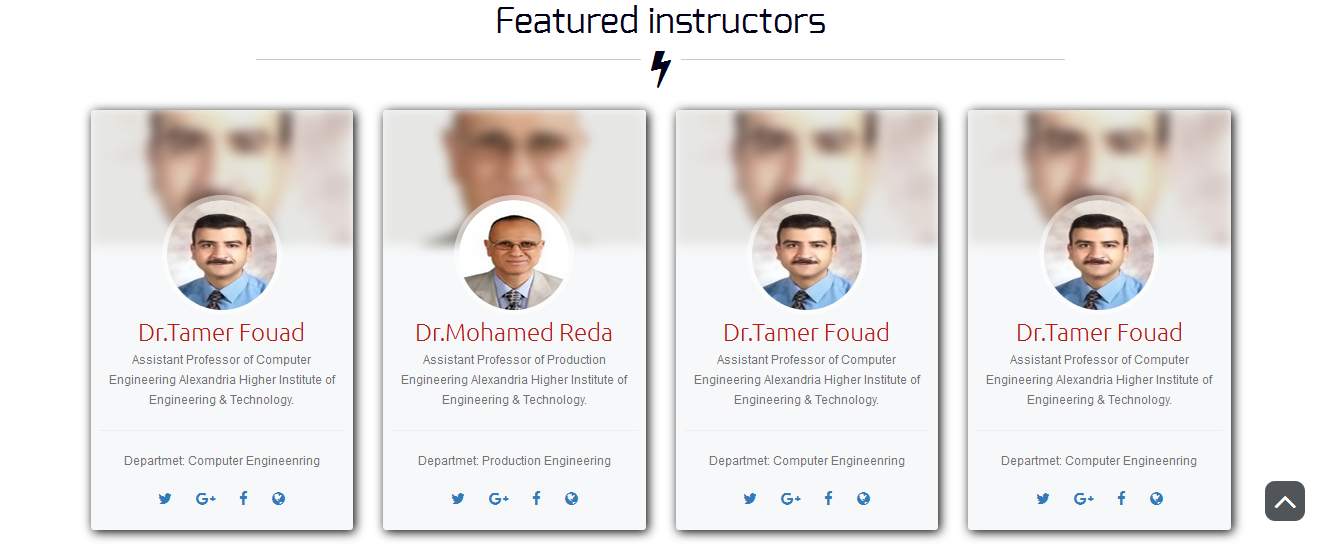 Featured instructors
Dr.Tamer Fouad
Assistant Professor of Computer
Engineering Alexandria Higher Institute of
Engineering & Technology.
Departmet: Computer Engineenring
Dr.Mohamed Reda
Assistant Professor of Production
Engineering Alexandria Higher Institute of
Engineering & Technology.
Departmet: Production Engineering
Dr.Tamer Fouad
Assistant Professor of Computer
Engineering Alexandria Higher Institute of
Engineering & Technology.
Departmet: Computer Engineenring
Dr.Tamer Fouad
Assistant Professor of Computer
Engineering Alexandria Higher Institute of
Engineering & Technology.
Departmet: Computer Engineenring